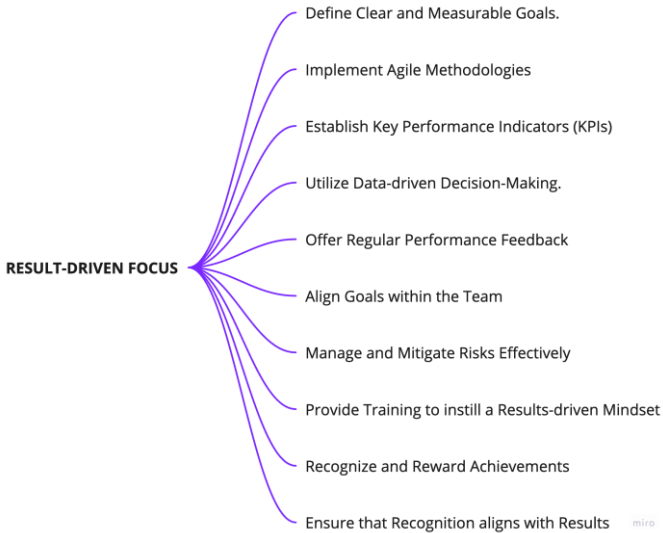 Define Clear and Measurable Goals.
Implement Agile Methodologies
Establish Key Performance Indicators (KPIs)
Utilize Data-driven Decision-Making.
Offer Regular Performance Feedback
RESULT-DRIVEN FOCUS
Align Goals within the Team
Manage and Mitigate Risks Effectively
Provide Training to instill a Results-driven Mindset
Recognize and Reward Achievements
Ensure that Recognition aligns with Results
miro